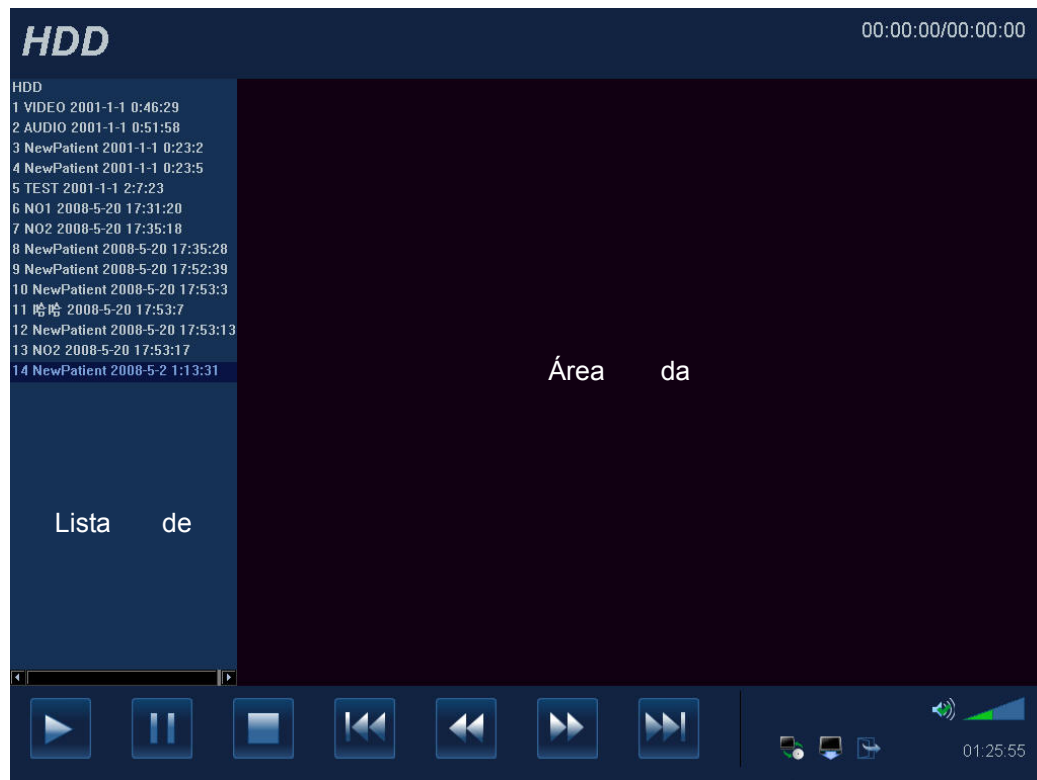 HDD
00:00:00/00:00:00
HDD
1 VIDEO 2001-1-1 0:46:29
2 AUDIO 2001-1-1 0:51:58
3 NewPatient 2001-1-1 0:23:2
4 NewPatient 2001-1-1 0:23:5
5 TEST 2001-1-1 2:7:23
6 NO1 2008-5-20 17:31:20
7 NO2 2008-5-20 17:35:18
8 NewPatient 2008-5-20 17:35:28
9 NewPatient 2008-5-20 17:52:39
10 NewPatient 2008-5-20 17:53:3
11 哈哈 2008-5-20 17:53:7
12 NewPatient 2008-5-20 17:53:13
13 NO2 2008-5-20 17:53:17
14 NewPatient 2008-5-2 1:13:31
Área da
Lista de
01:25:55